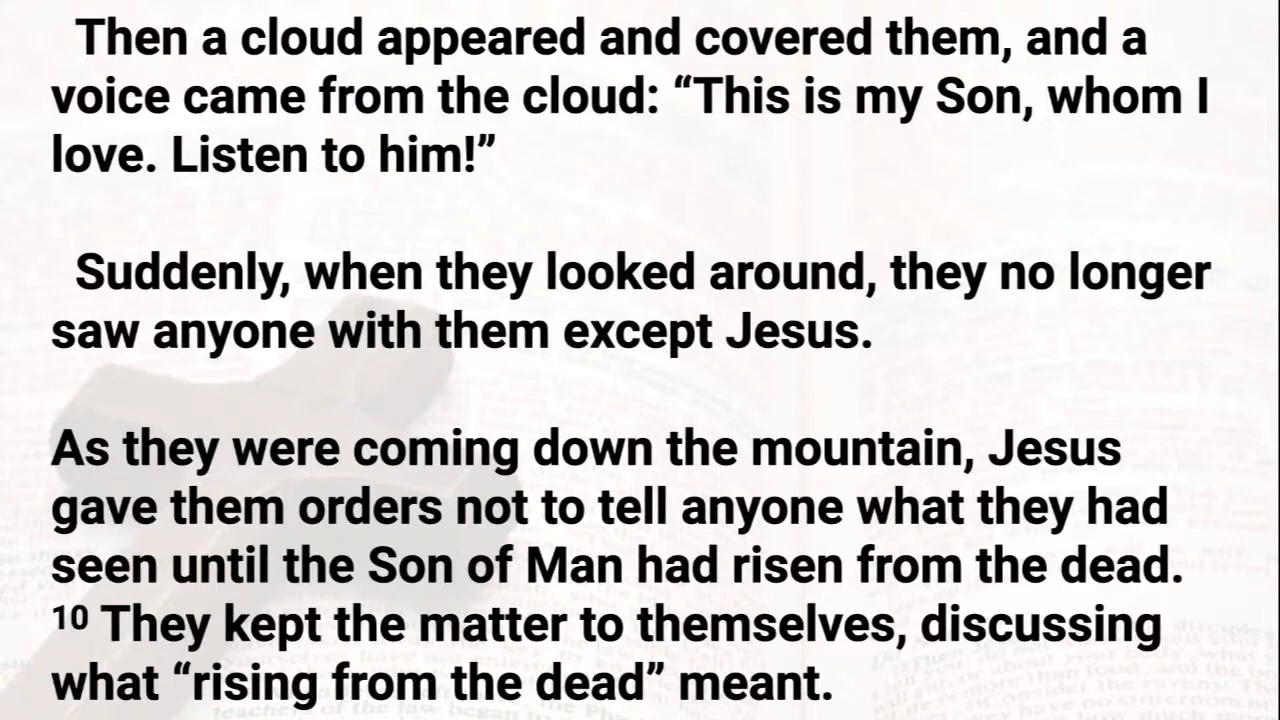 Then a cloud appeared and covered them, and a
voice came from the cloud: “This is my Son, whom I
love. Listen to him!”
Suddenly, when they looked around, they no longer
saw anyone with them except Jesus.
As they were coming down the mountain, Jesus
gave them orders not to tell anyone what they had
seen until the Son of Man had risen from the dead.
10 They kept the matter to themselves, discussing
what “rising from the dead” meant.